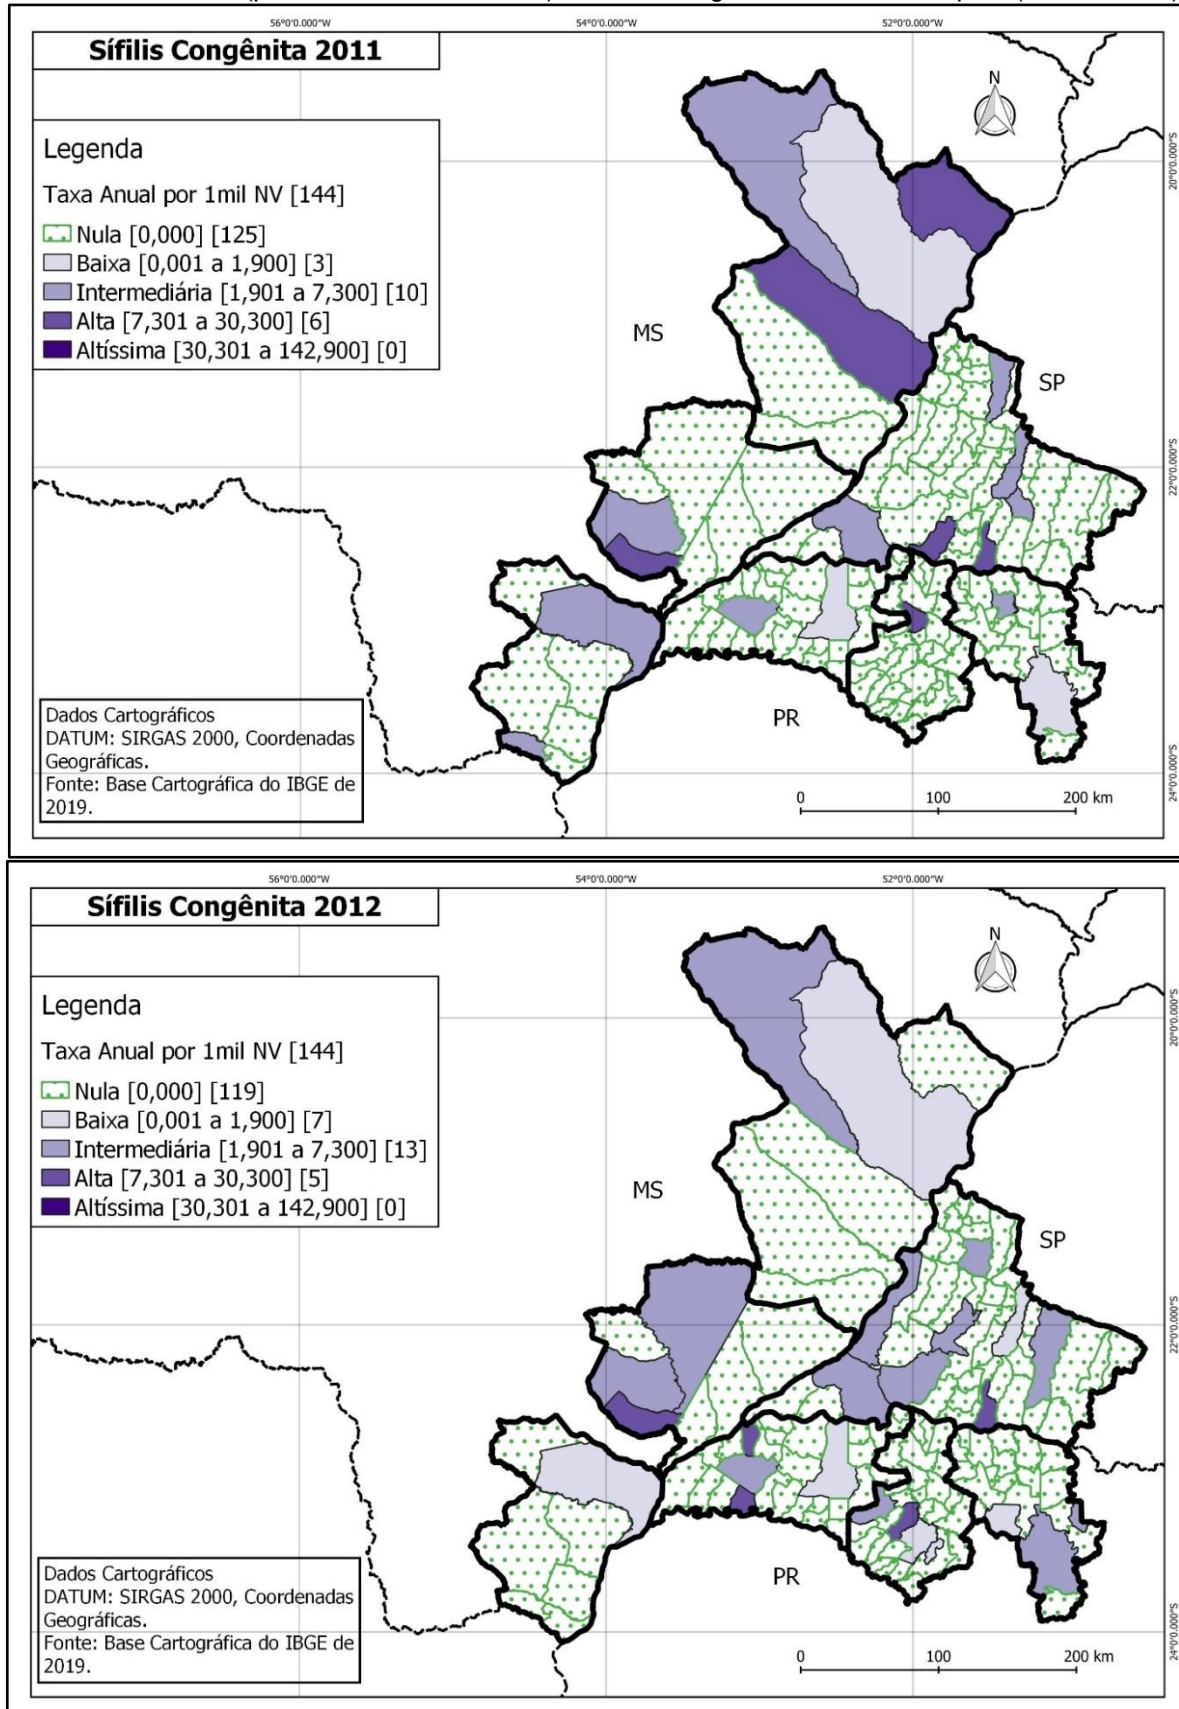 56°0'0.000"W 54°0'0.000"W 52°0'0.000"W
Sífilis Congênita 2011
N
Legenda
Taxa Anual por 1mil NV [144]
Nula [0,000] [125]
Baixa [0,001 a 1,900] [3]
Intermediária [1,901 a 7,300] [10]
Alta [7,301 a 30,300] [6]
Altíssima [30,301 a 142,900] [0]
20°0'0.000"S
MS
SP
22°0'0.000"S
PR
Dados Cartográficos
DATUM: SIRGAS 2000, Coordenadas
Geográficas.
Fonte: Base Cartográfica do IBGE de
2019.
24°0'0.000"S
0 100 200 km
56°0'0.000"W 54°0'0.000"W 52°0'0.000"W
Sífilis Congênita 2012
N
Legenda
Taxa Anual por 1mil NV [144]
Nula [0,000] [119]
Baixa [0,001 a 1,900] [7]
Intermediária [1,901 a 7,300] [13]
Alta [7,301 a 30,300] [5]
Altíssima [30,301 a 142,900] [0]
20°0'0.000"S
MS
SP
22°0'0.000"S
PR
Dados Cartográficos
DATUM: SIRGAS 2000, Coordenadas
Geográficas.
Fonte: Base Cartográfica do IBGE de
2019.
24°0'0.000"S
0 100 200 km